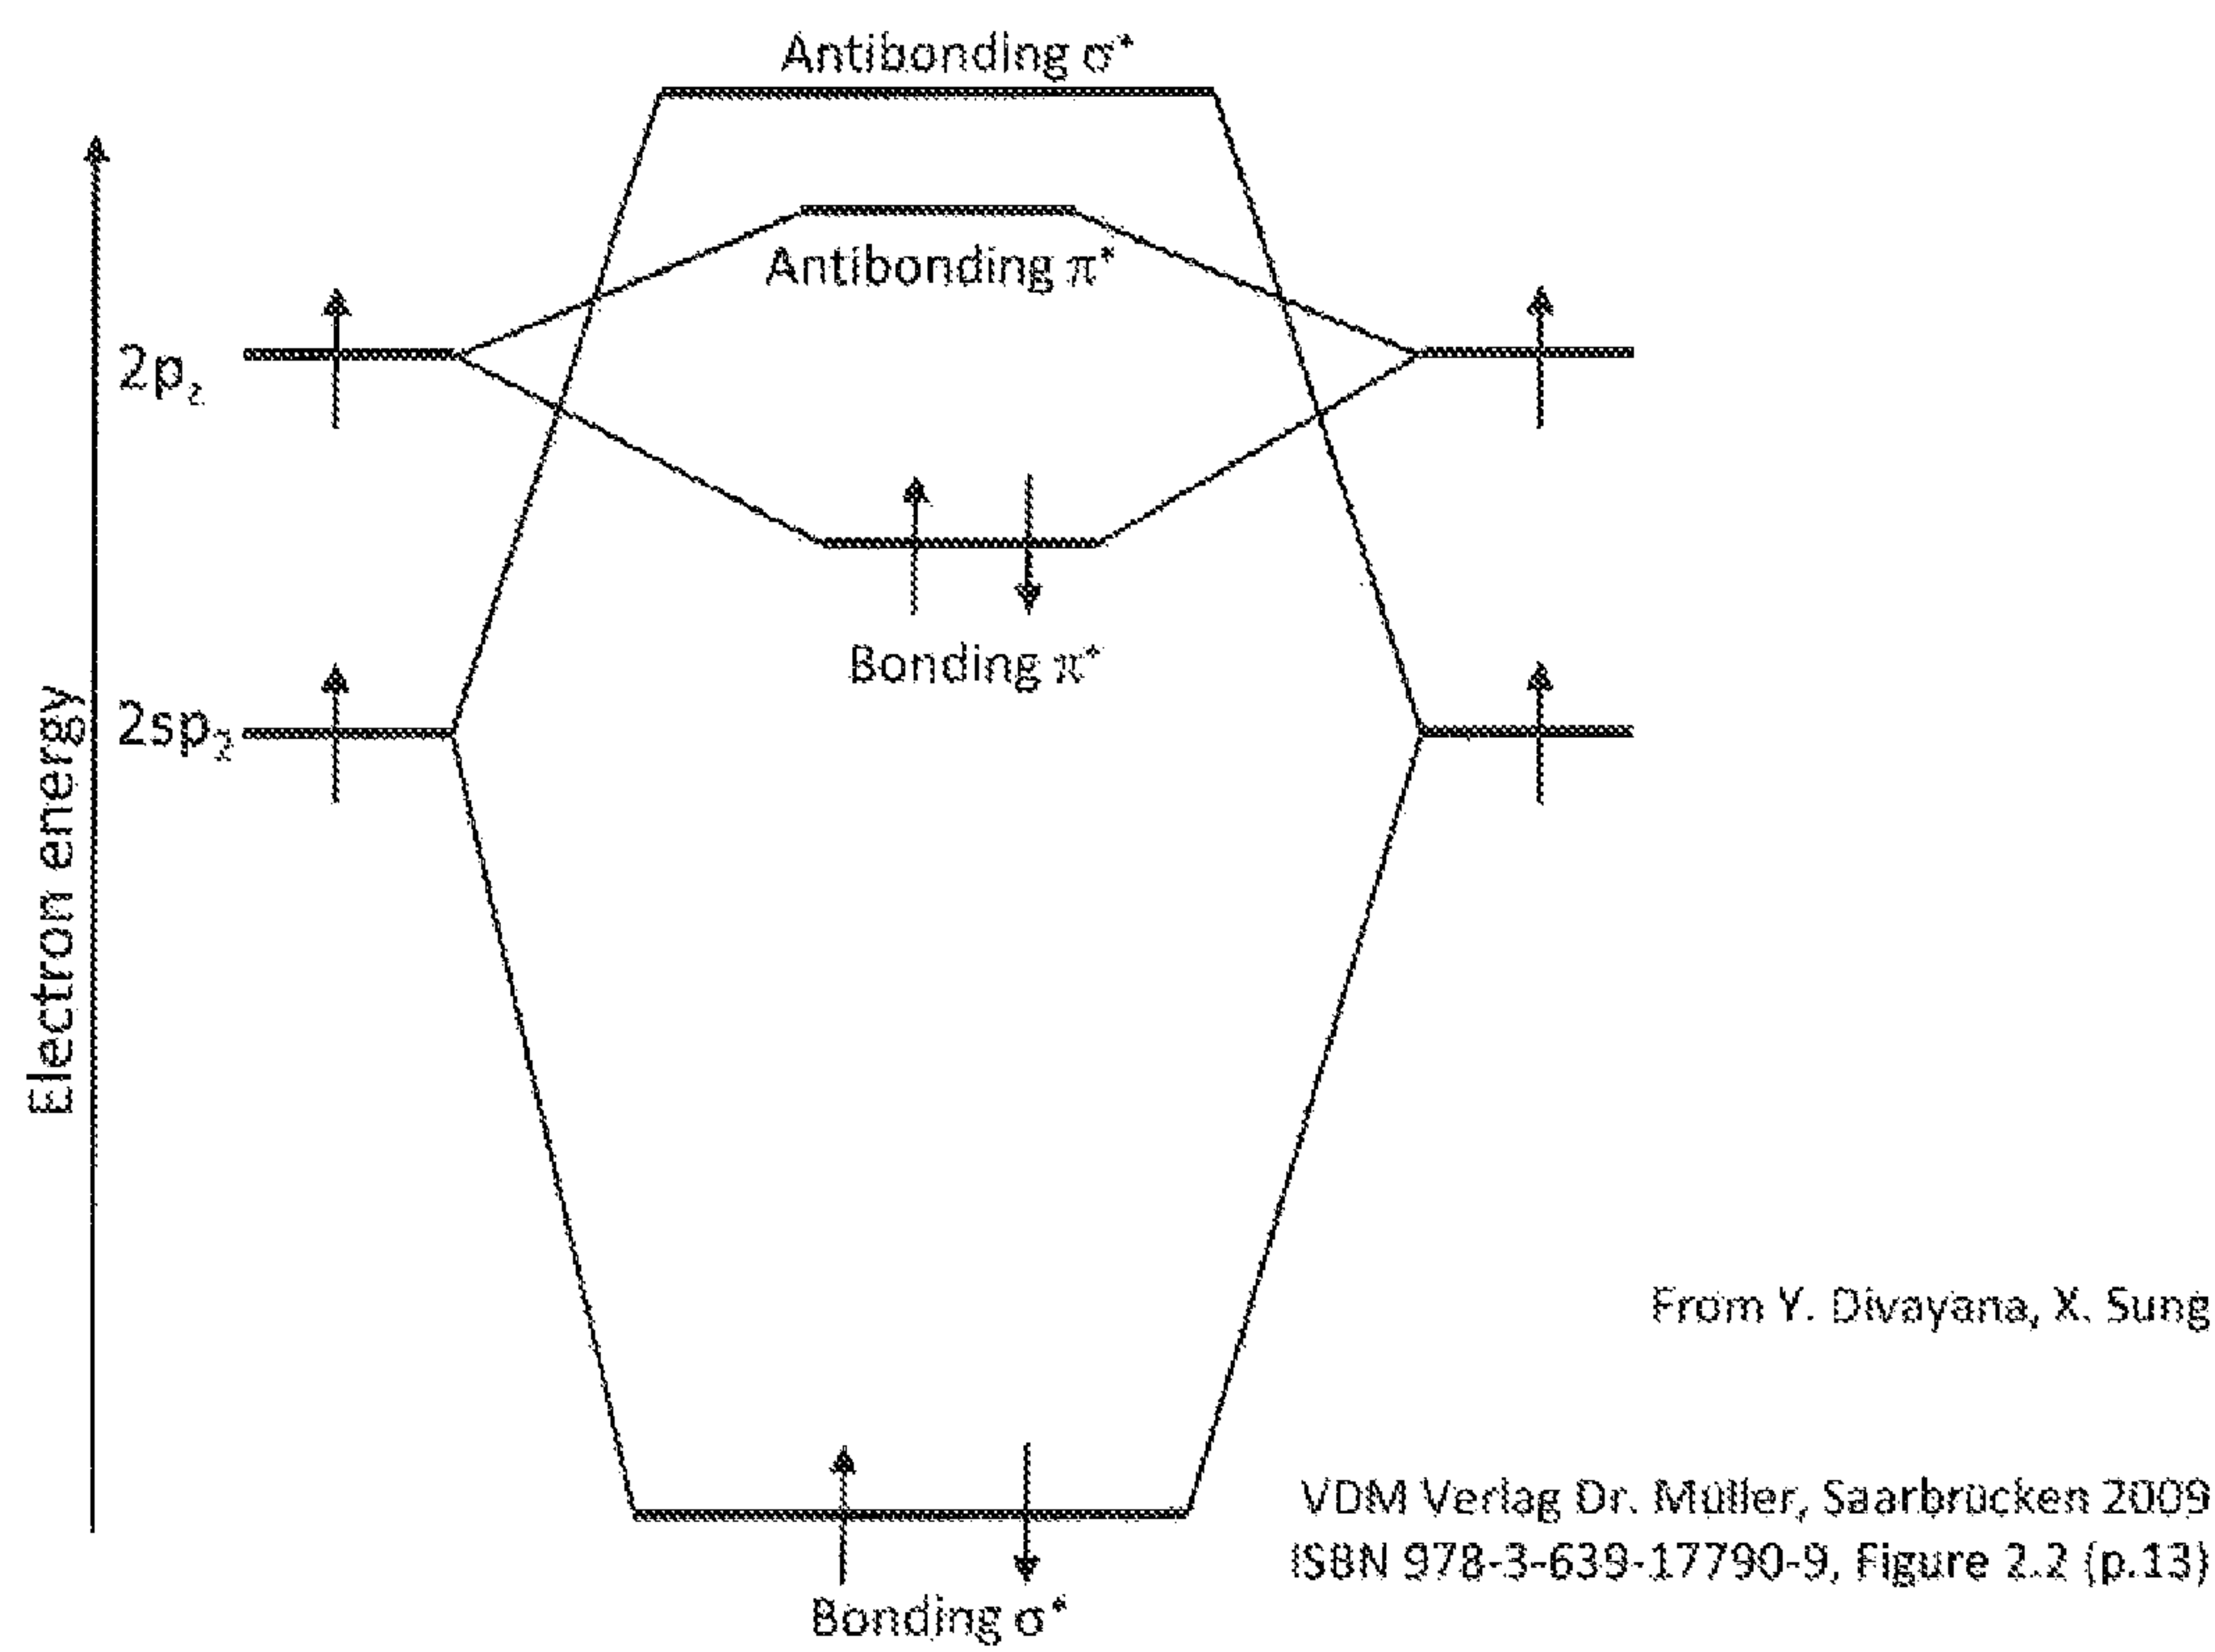 Antibonding σ*
Antibonding π*
2p₂
Bonding π*
2sp₂
Electron energy
From Y. Divayana, X. Sung
VDM Verlag Dr. Müller, Saarbrücken 2009
ISBN 978-3-639-17790-9, Figure 2.2 (p.13)
Bonding σ*